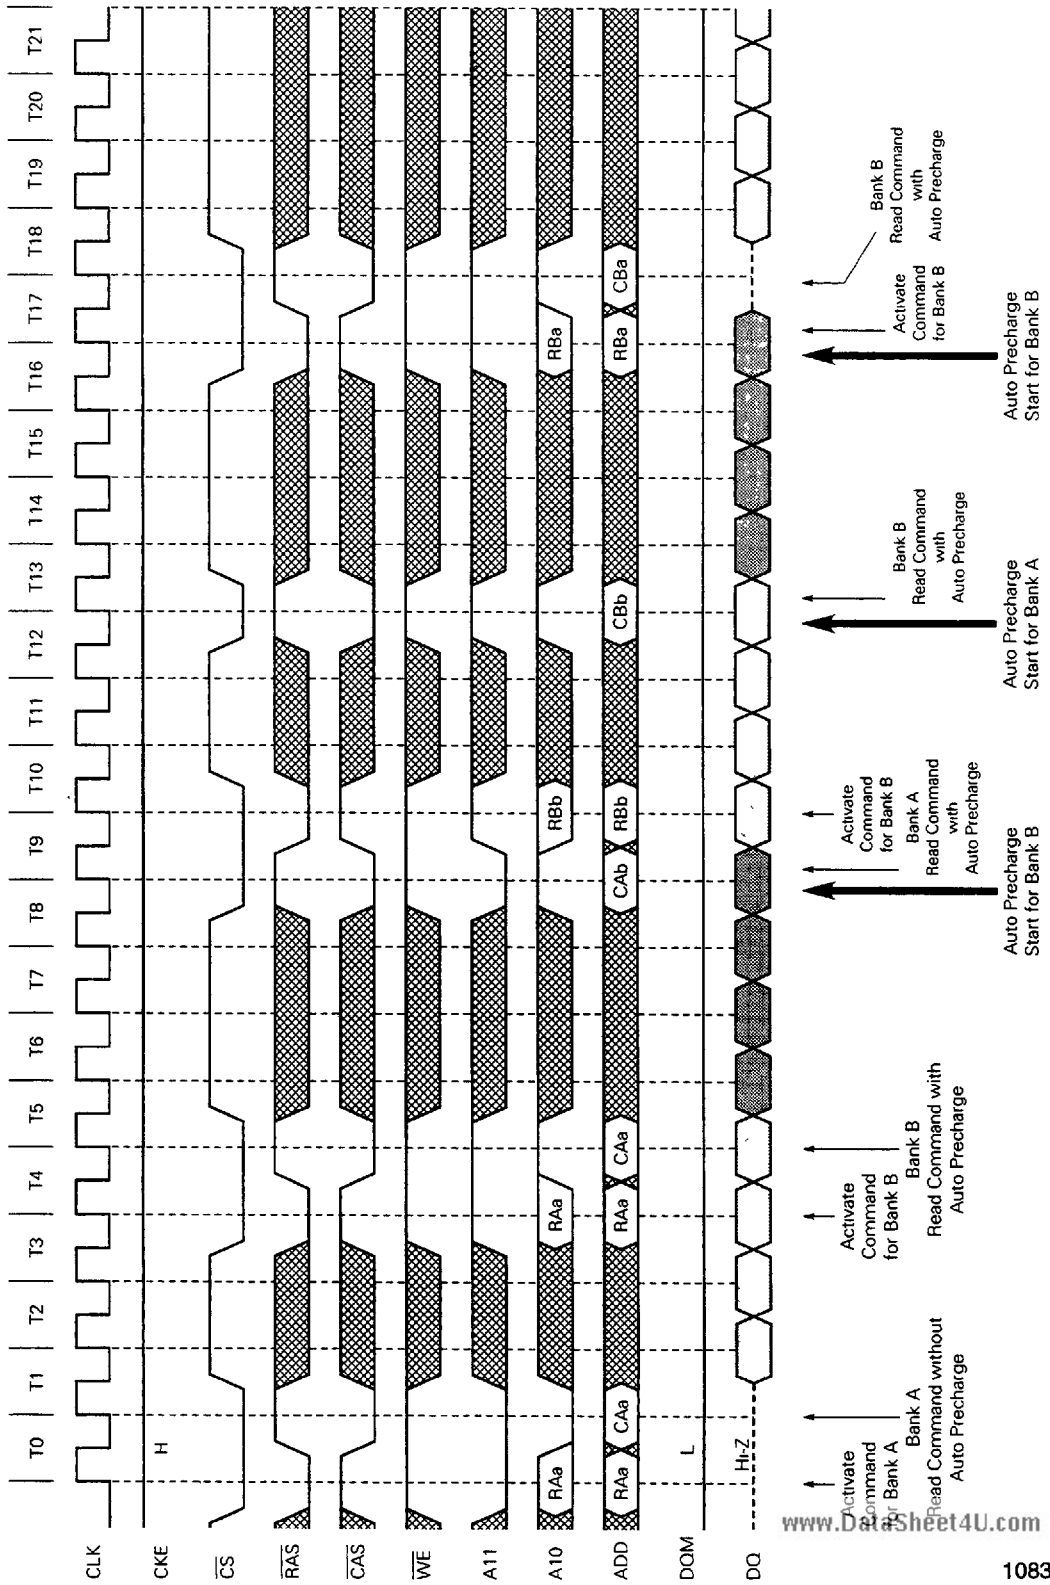 T0 T1 T2 T3 T4 T5 T6 T7 T8 T9 T10 T11 T12 T13 T14 T15 T16 T17 T18 T19 T20 T21
CLK
CKE H
CS
RAS
CAS
WE
A11
A10 RAa RAa RBb RBa
ADD RAa CAa RAa CAa CAb RBb CBb RBa CBa
DQM L
DQ Hi-Z
Activate
Command
for Bank A
Bank A
Read Command without
Auto Precharge
Activate
Command
for Bank B
Bank B
Read Command with
Auto Precharge
Auto Precharge
Start for Bank B
Bank A
Read Command
with
Auto Precharge
Activate
Command
for Bank B
Auto Precharge
Start for Bank A
Bank B
Read Command
with
Auto Precharge
Auto Precharge
Start for Bank B
Activate
Command
for Bank B
Bank B
Read Command
with
Auto Precharge
www.DataSheet4U.com
1083